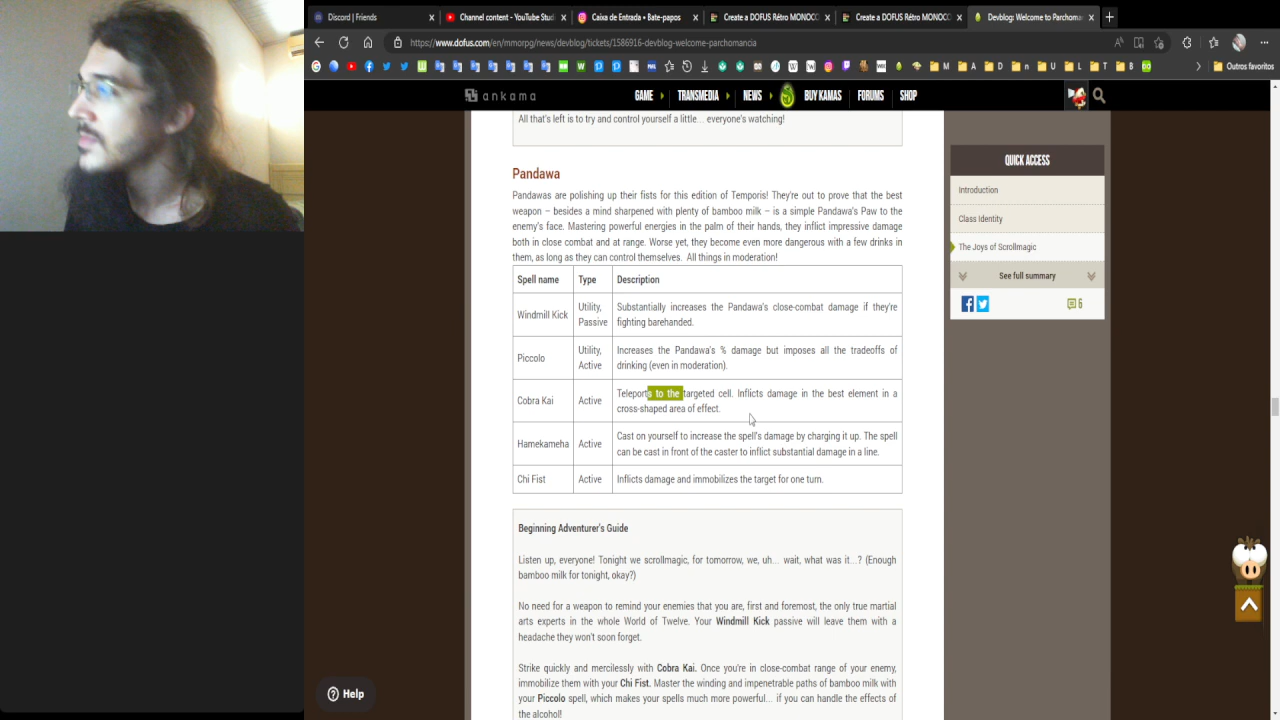 Discord | Friends
Channel content - YouTube Stud
Caixa de Entrada • Bate-papos
Create a DOFUS Rétro MONOCO
Create a DOFUS Rétro MONOCO
Devblog: Welcome to Parchoman
https://www.dofus.com/en/mmorpg/news/devblog/tickets/1586916-devblog-welcome-parchomancia
M
A
D
n
U
L
T
B
Outros favoritos
ankama
GAME
TRANSMEDIA
NEWS
BUY KAMAS
FORUMS
SHOP
All that's left is to try and control yourself a little... everyone's watching!
Pandawa
Pandawas are polishing up their fists for this edition of Temporis! They're out to prove that the best
weapon – besides a mind sharpened with plenty of bamboo milk – is a simple Pandawa's Paw to the
enemy's face. Mastering powerful energies in the palm of their hands, they inflict impressive damage
both in close combat and at range. Worse yet, they become even more dangerous with a few drinks in
them, as long as they can control themselves. All things in moderation!
Spell name Type Description
Windmill Kick Utility, Passive Substantially increases the Pandawa's close-combat damage if they're
fighting barehanded.
Piccolo Utility, Active Increases the Pandawa's % damage but imposes all the tradeoffs of
drinking (even in moderation).
Cobra Kai Active Teleports to the targeted cell. Inflicts damage in the best element in a
cross-shaped area of effect.
Hamekameha Active Cast on yourself to increase the spell's damage by charging it up. The spell
can be cast in front of the caster to inflict substantial damage in a line.
Chi Fist Active Inflicts damage and immobilizes the target for one turn.
Beginning Adventurer's Guide
Listen up, everyone! Tonight we scrollmagic, for tomorrow, we, uh... wait, what was it...? (Enough
bamboo milk for tonight, okay?)
No need for a weapon to remind your enemies that you are, first and foremost, the only true martial
arts experts in the whole World of Twelve. Your Windmill Kick passive will leave them with a
headache they won't soon forget.
Strike quickly and mercilessly with Cobra Kai. Once you're in close-combat range of your enemy,
immobilize them with your Chi Fist. Master the winding and impenetrable paths of bamboo milk with
your Piccolo spell, which makes your spells much more powerful... if you can handle the effects of
the alcohol!
QUICK ACCESS
Introduction
Class Identity
The Joys of Scrollmagic
See full summary
6
Help